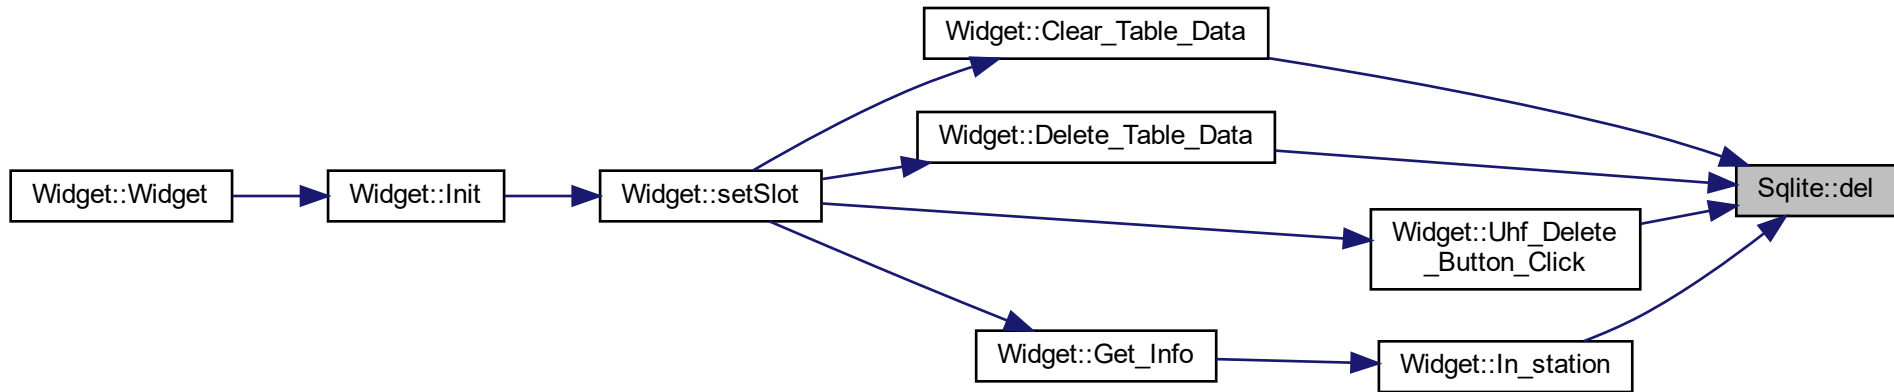 Widget::Clear_Table_Data
Widget::Delete_Table_Data
Widget::Widget
Widget::Init
Widget::setSlot
Sqlite::del
Widget::Uhf_Delete
_Button_Click
Widget::Get_Info
Widget::In_station